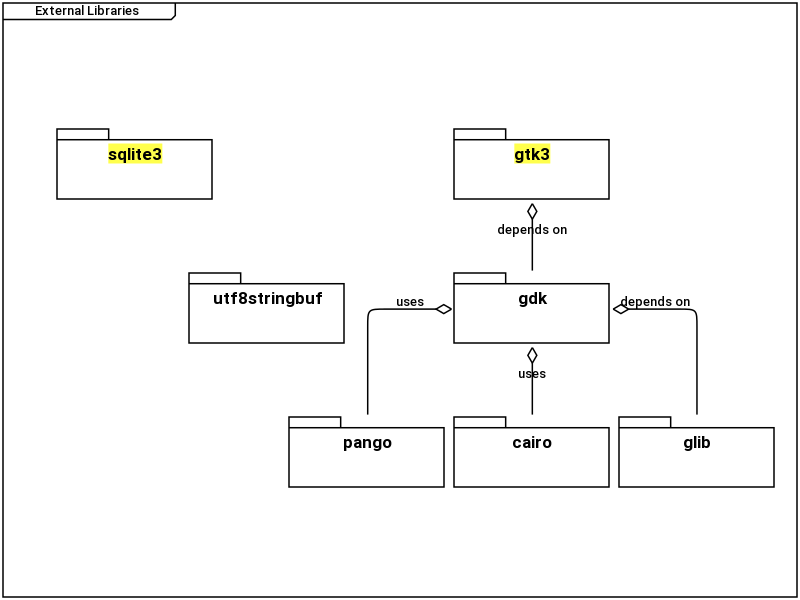 External Libraries
sqlite3
gtk3
depends on
utf8stringbuf
uses
gdk
depends on
uses
pango
cairo
glib